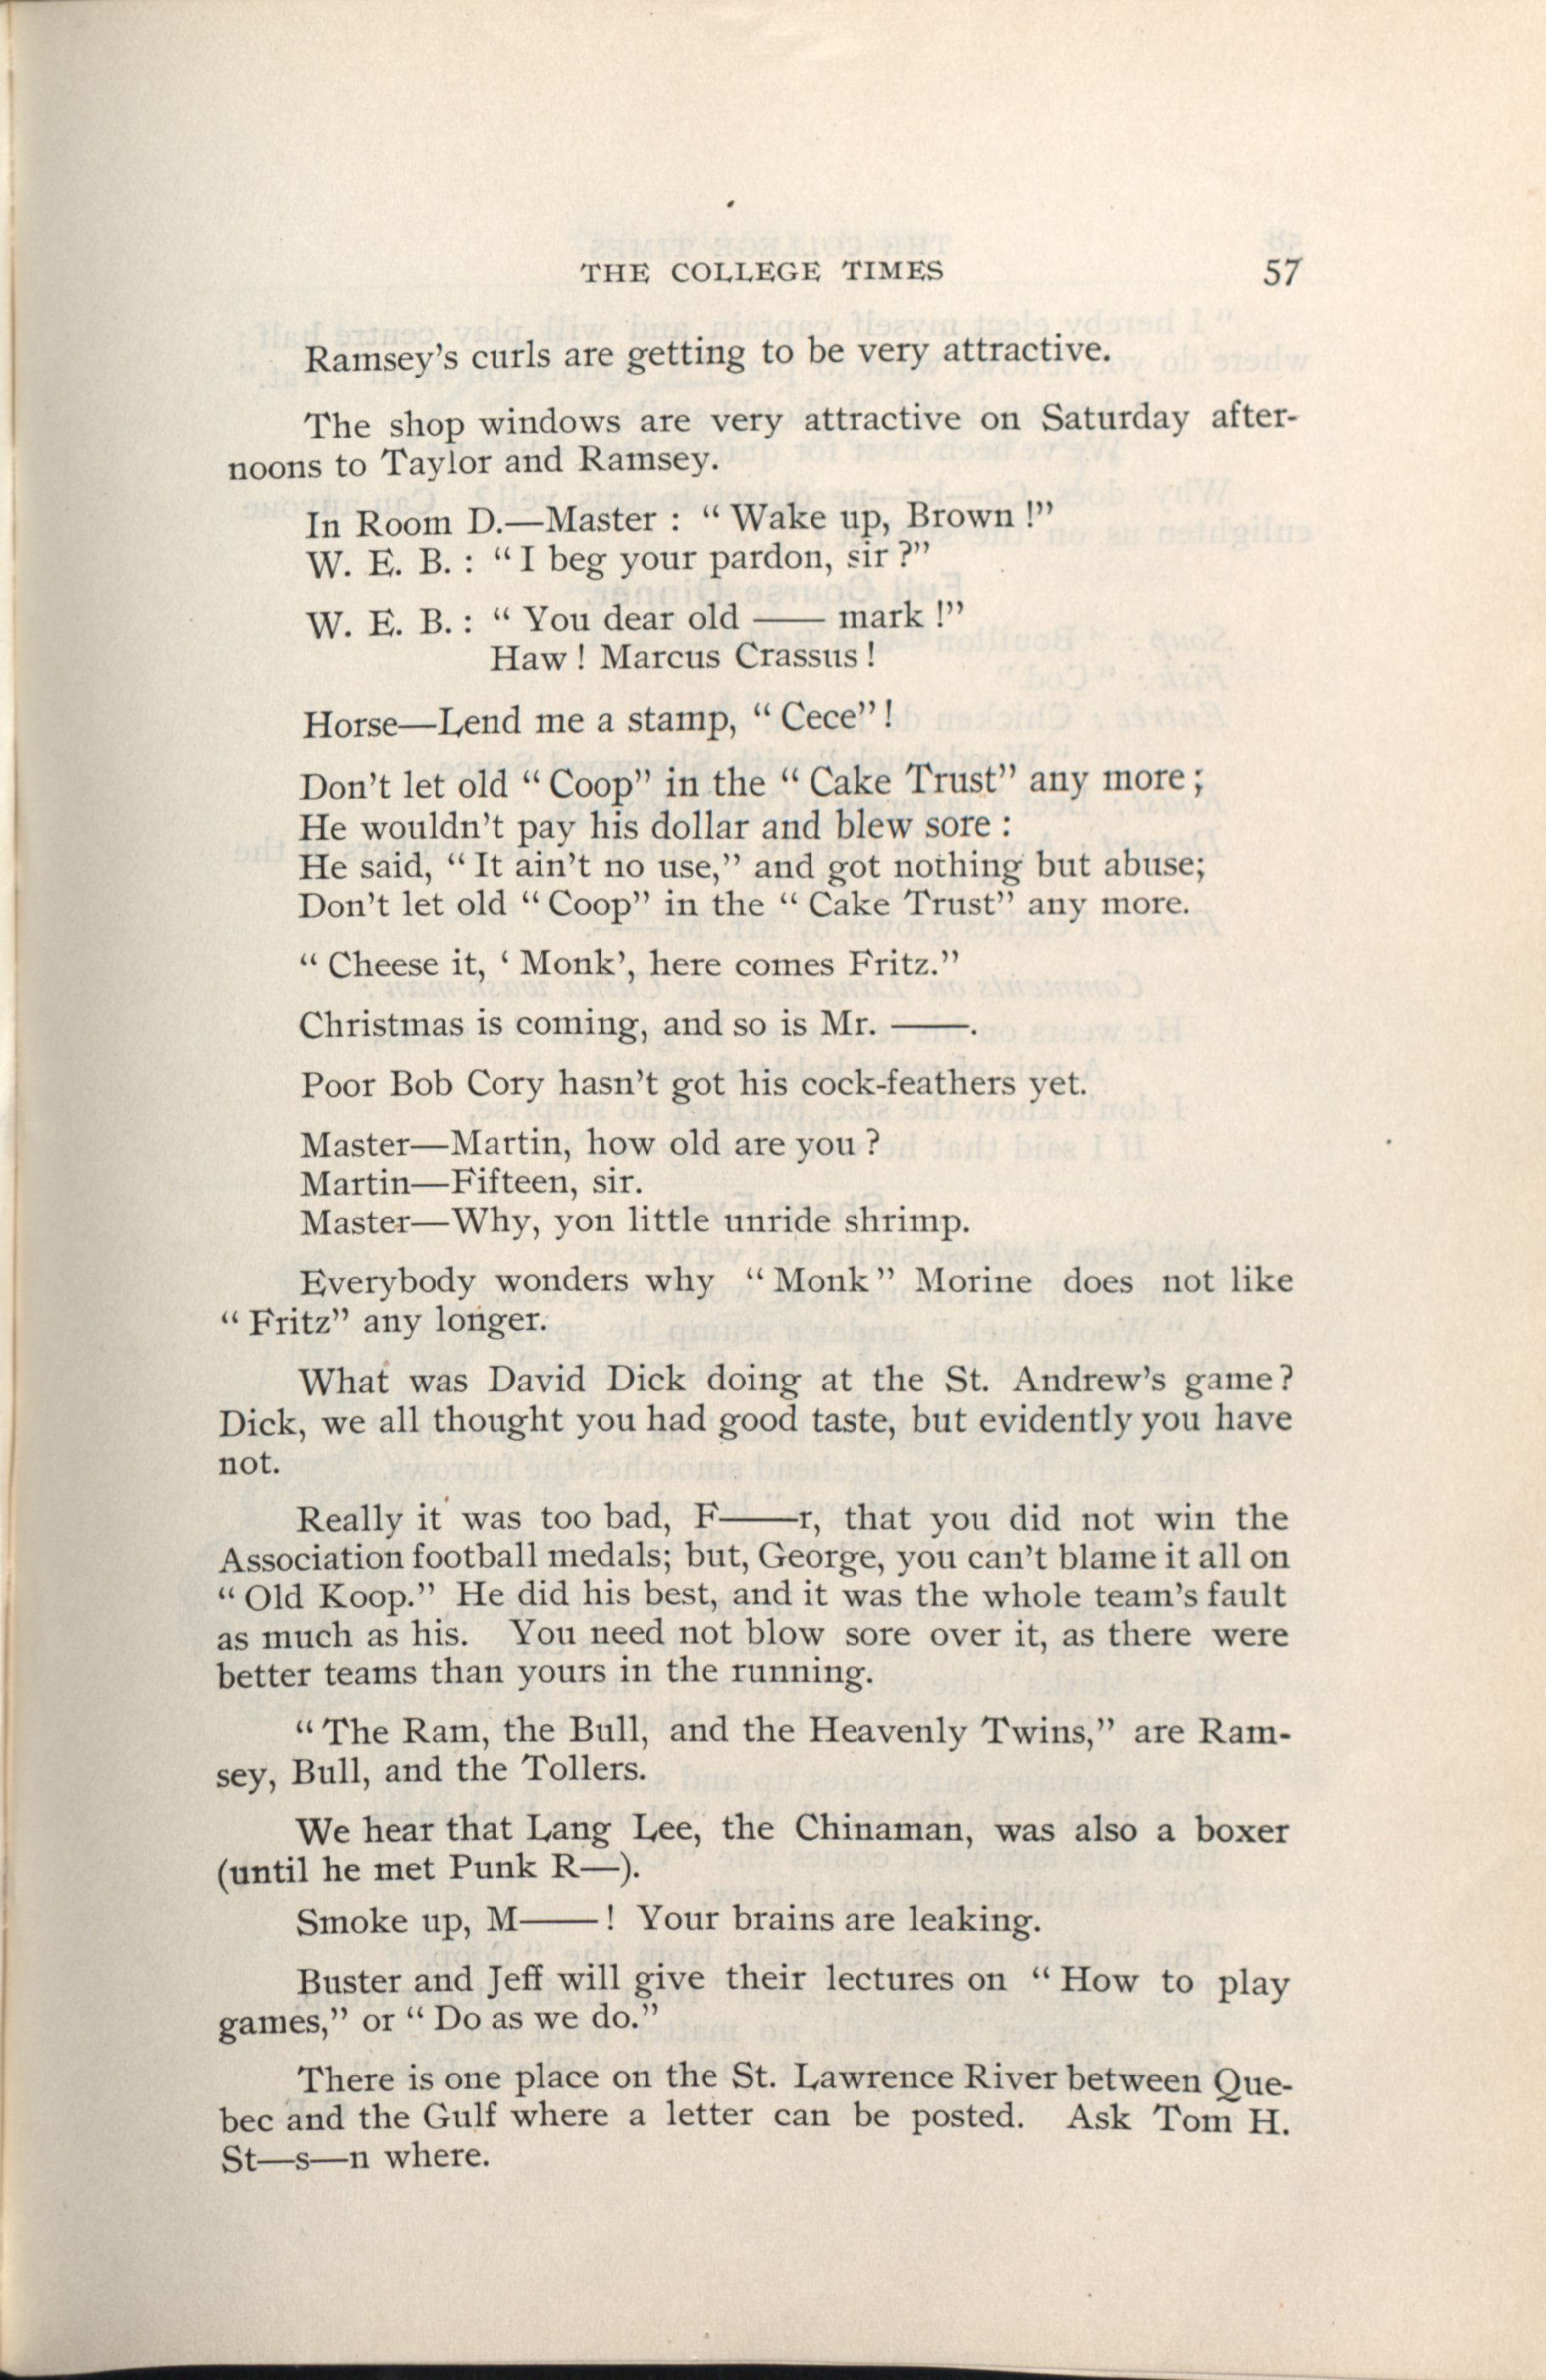 THE COLLEGE TIMES 57
Ramsey's curls are getting to be very attractive.
The shop windows are very attractive on Saturday after-
noons to Taylor and Ramsey.
In Room D.—Master : “ Wake up, Brown !”
W. E. B. : “ I beg your pardon, sir ?”
W. E. B. : “ You dear old —— mark !”
Haw ! Marcus Crassus !
Horse—Lend me a stamp, “ Cece” !
Don't let old “ Coop” in the “ Cake Trust” any more ;
He wouldn't pay his dollar and blew sore :
He said, “ It ain't no use,” and got nothing but abuse;
Don't let old “ Coop” in the “ Cake Trust” any more.
“ Cheese it, ‘ Monk’, here comes Fritz.”
Christmas is coming, and so is Mr. ——.
Poor Bob Cory hasn't got his cock-feathers yet.
Master—Martin, how old are you ?
Martin—Fifteen, sir.
Master—Why, yon little unride shrimp.
Everybody wonders why “ Monk ” Morine does not like
“ Fritz” any longer.
What was David Dick doing at the St. Andrew's game ?
Dick, we all thought you had good taste, but evidently you have
not.
Really it was too bad, F——r, that you did not win the
Association football medals; but, George, you can't blame it all on
“ Old Koop.” He did his best, and it was the whole team's fault
as much as his. You need not blow sore over it, as there were
better teams than yours in the running.
“ The Ram, the Bull, and the Heavenly Twins,” are Ram-
sey, Bull, and the Tollers.
We hear that Lang Lee, the Chinaman, was also a boxer
(until he met Punk R—).
Smoke up, M—— ! Your brains are leaking.
Buster and Jeff will give their lectures on “ How to play
games,” or “ Do as we do.”
There is one place on the St. Lawrence River between Que-
bec and the Gulf where a letter can be posted. Ask Tom H.
St—s—n where.